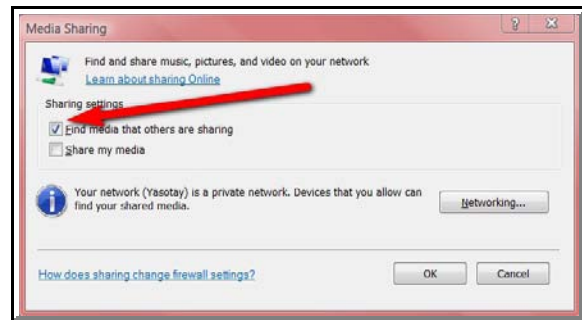 Media Sharing
Find and share music, pictures, and video on your network
Learn about sharing Online
Sharing settings
Find media that others are sharing
Share my media
Your network (Yasotay) is a private network. Devices that you allow can
find your shared media.
Networking...
How does sharing change firewall settings?
OK
Cancel